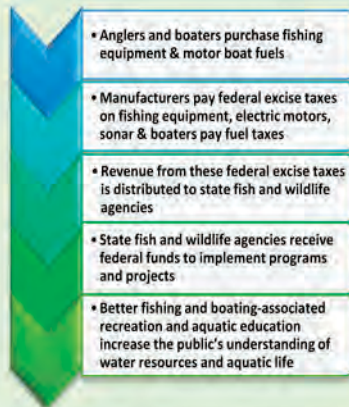 • Anglers and boaters purchase fishing
equipment & motor boat fuels
• Manufacturers pay federal excise taxes
on fishing equipment, electric motors,
sonar & boaters pay fuel taxes
• Revenue from these federal excise taxes
is distributed to state fish and wildlife
agencies
• State fish and wildlife agencies receive
federal funds to implement programs
and projects
• Better fishing and boating-associated
recreation and aquatic education
increase the public's understanding of
water resources and aquatic life